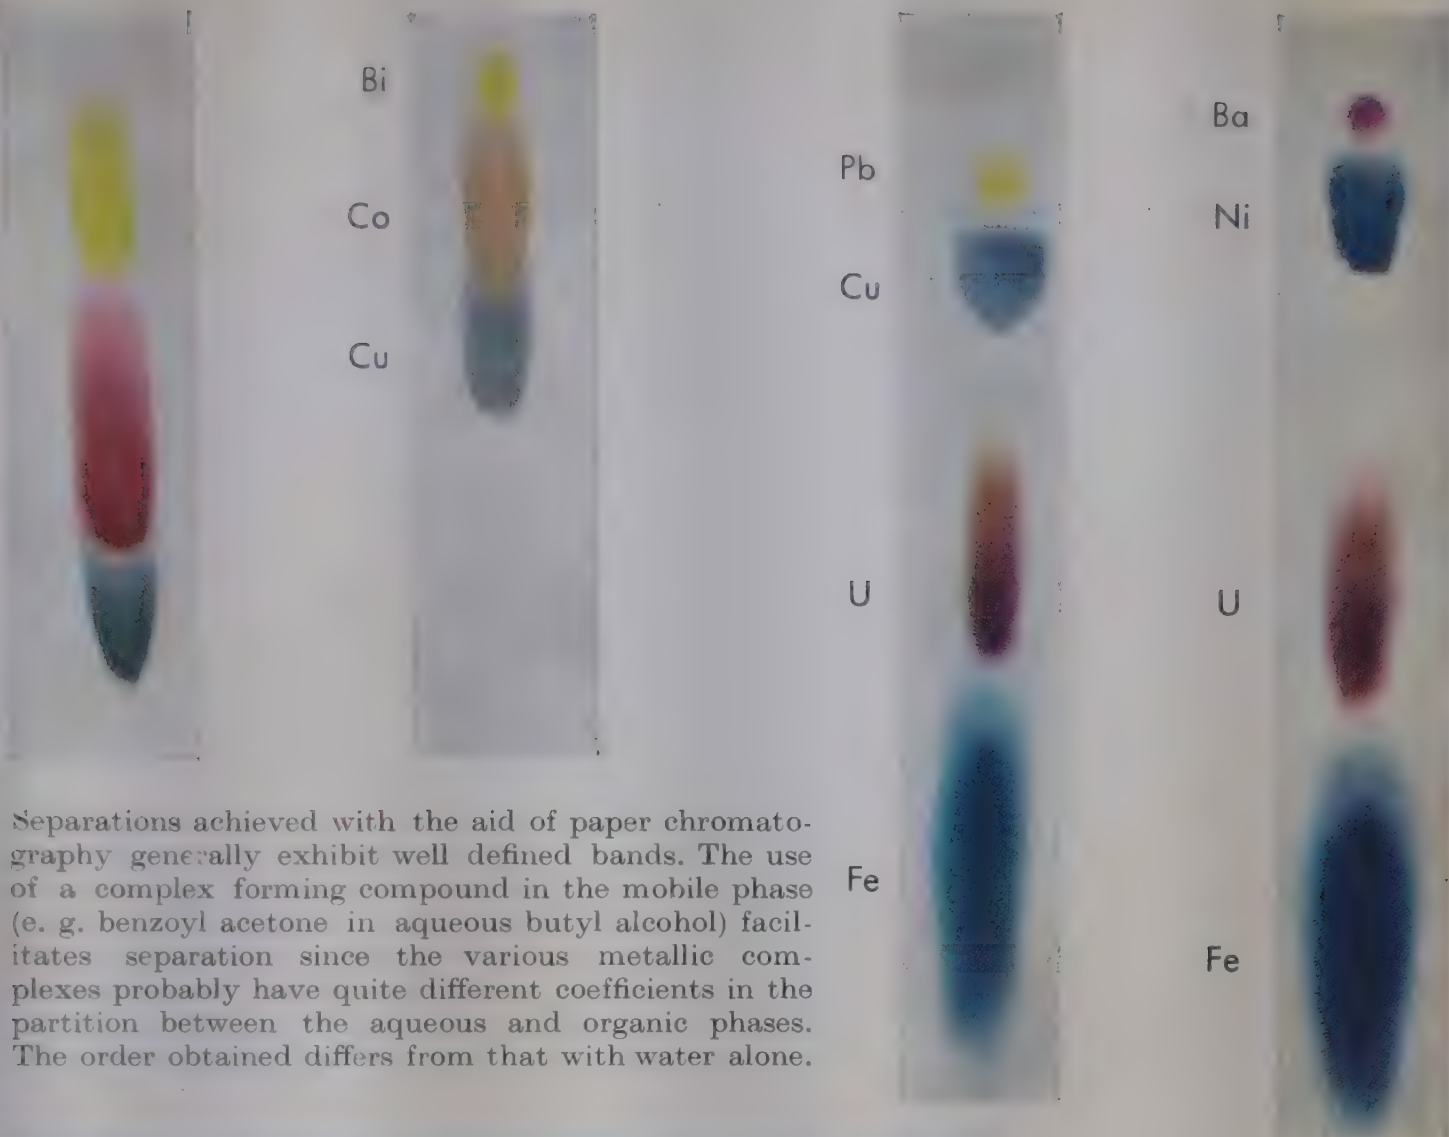 Bi
Co
Cu
Pb
Cu
U
Fe
Ba
Ni
U
Fe
Separations achieved with the aid of paper chromato-
graphy generally exhibit well defined bands. The use
of a complex forming compound in the mobile phase
(e. g. benzoyl acetone in aqueous butyl alcohol) facil-
itates separation since the various metallic com-
plexes probably have quite different coefficients in the
partition between the aqueous and organic phases.
The order obtained differs from that with water alone.